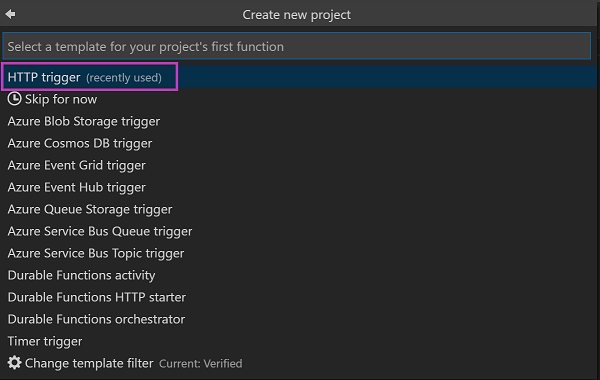 Create new project
Select a template for your project's first function
HTTP trigger (recently used)
Skip for now
Azure Blob Storage trigger
Azure Cosmos DB trigger
Azure Event Grid trigger
Azure Event Hub trigger
Azure Queue Storage trigger
Azure Service Bus Queue trigger
Azure Service Bus Topic trigger
Durable Functions activity
Durable Functions HTTP starter
Durable Functions orchestrator
Timer trigger
Change template filter Current: Verified